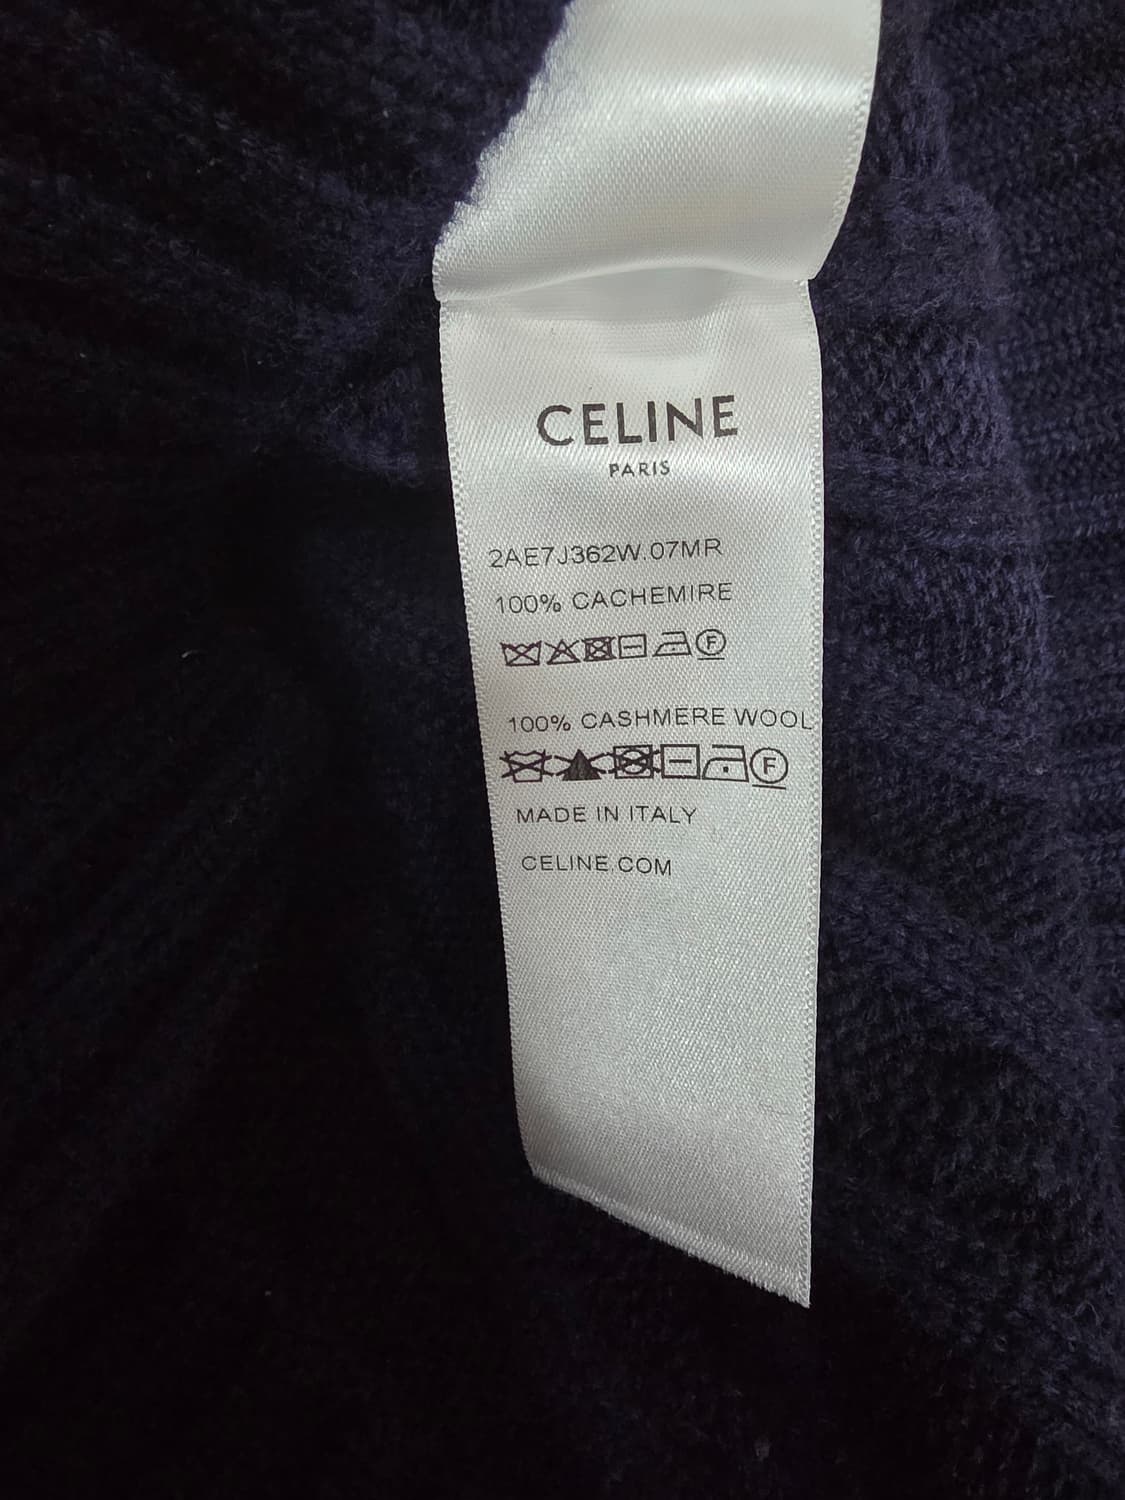 CELINE
PARIS
2AE7J362W.07MR
100% CACHEMIRE
F
100% CASHMERE WOOL
F
MADE IN ITALY
CELINE.COM